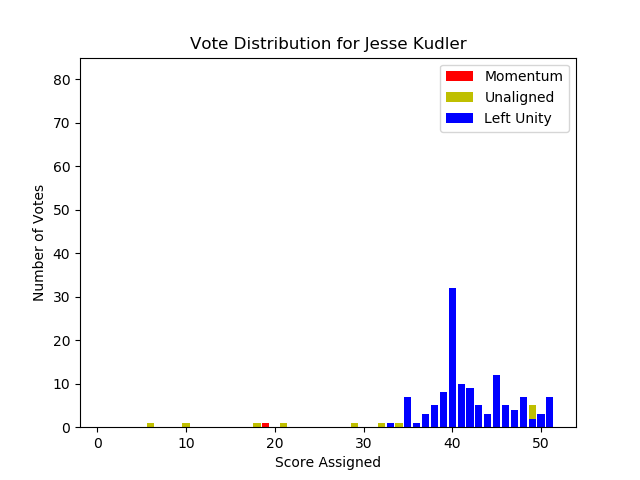 Vote Distribution for Jesse Kudler
Momentum
Unaligned
Left Unity
Number of Votes
80
70
60
50
40
30
20
10
0
0 10 20 30 40 50
Score Assigned